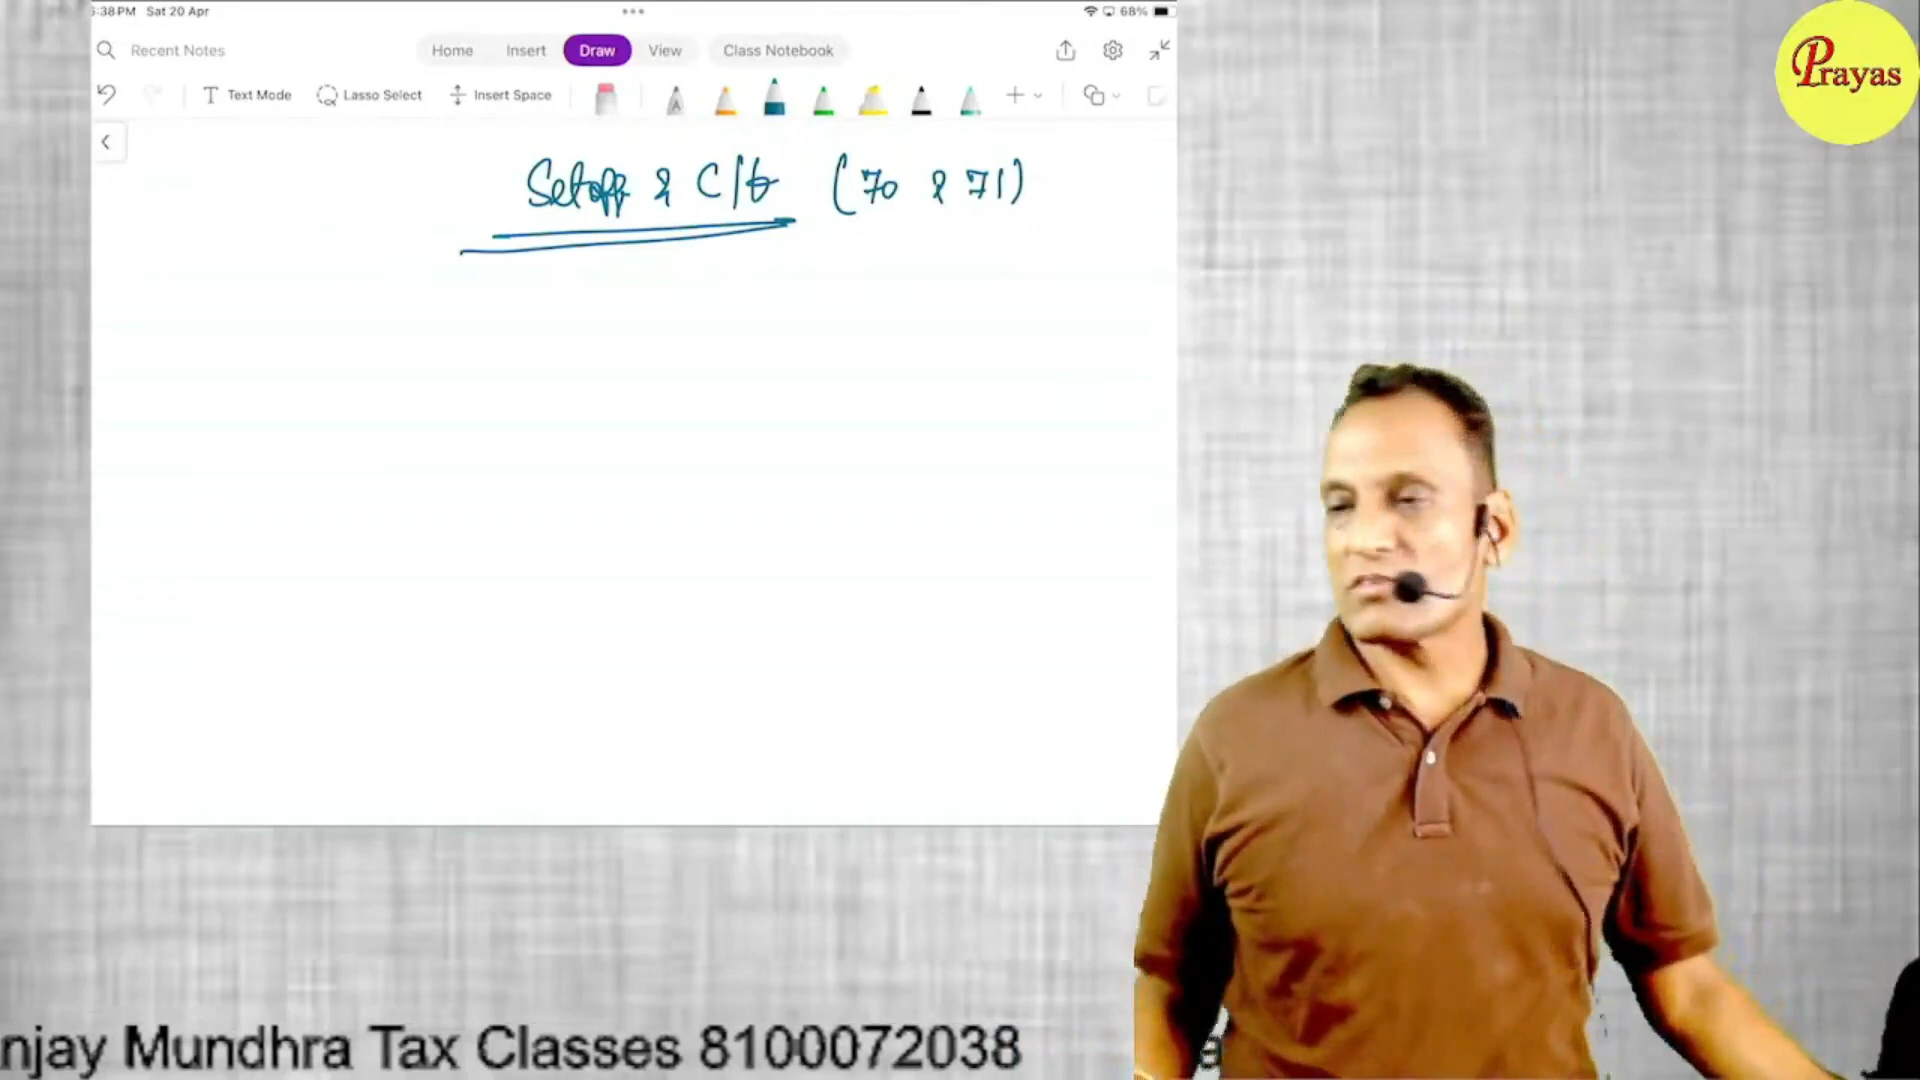 :38 PM Sat 20 Apr
68%
Prayas
Recent Notes
Home Insert Draw View Class Notebook
Text Mode Lasso Select Insert Space
Setoff & C/f (70 & 71)
njay Mundhra Tax Classes 8100072038